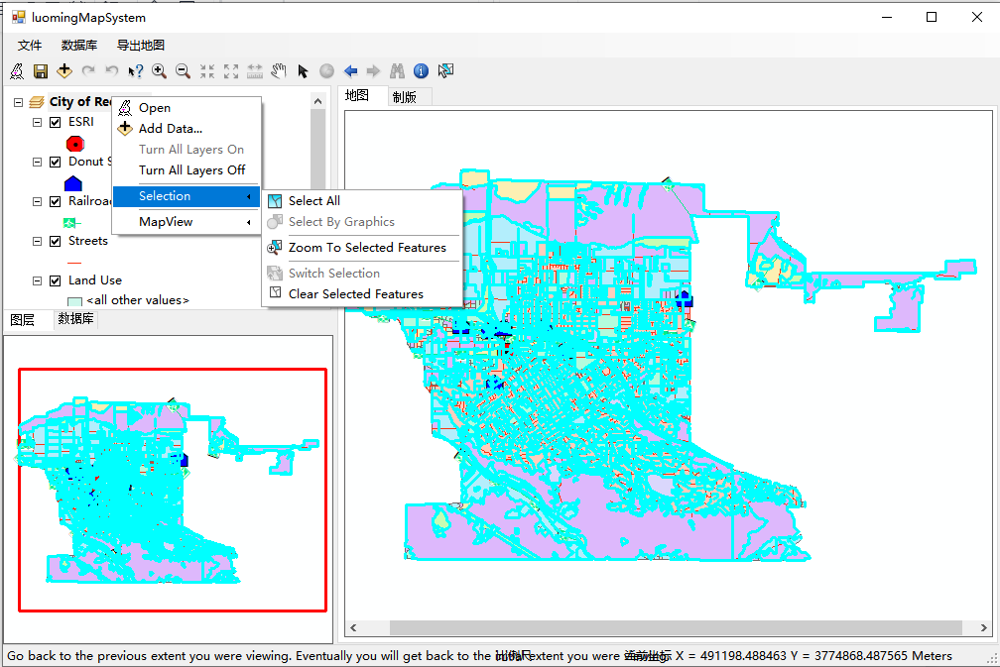 luomingMapSystem
文件 数据库 导出地图
City of Re
ESRI
Donut S
Railroad
Streets
Land Use
<all other values>
Open
Add Data...
Turn All Layers On
Turn All Layers Off
Selection
MapView
Select All
Select By Graphics
Zoom To Selected Features
Switch Selection
Clear Selected Features
图层 数据库
地图 制版
Go back to the previous extent you were viewing. Eventually you will get back to the initial extent you were viewing. 比例尺 当前坐标 X = 491198.488463 Y = 3774868.487565 Meters